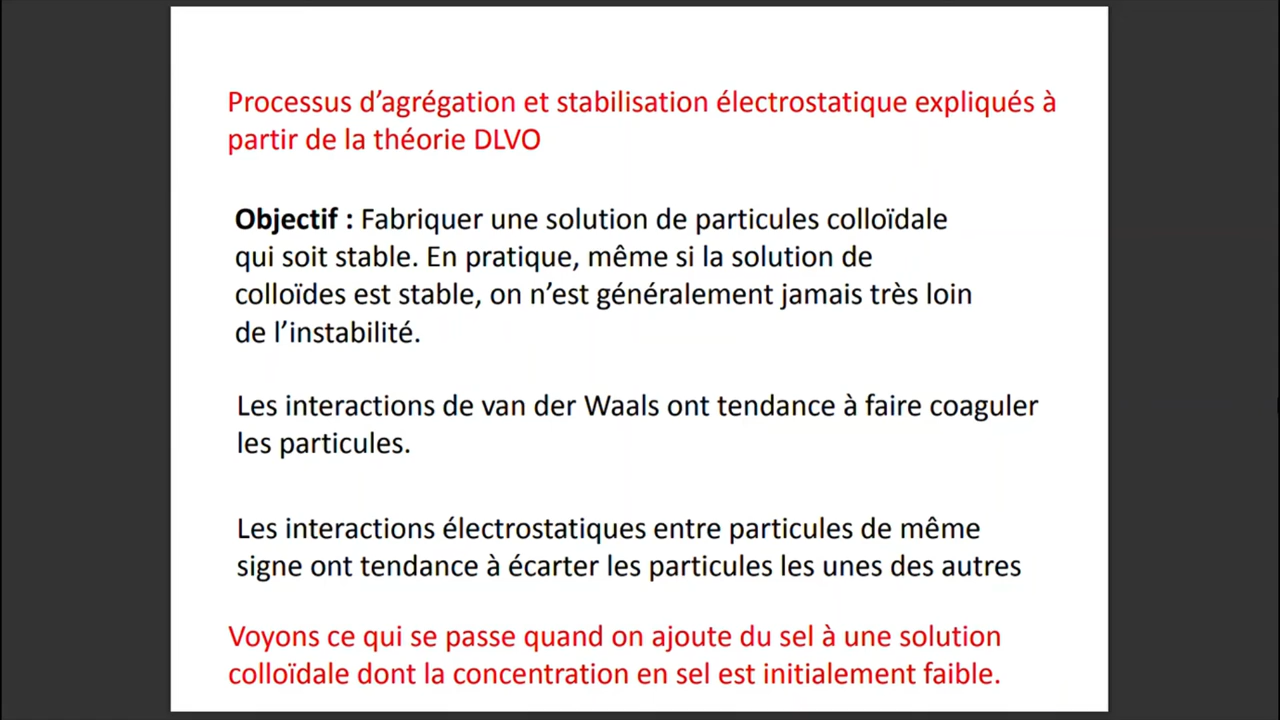 Processus d’agrégation et stabilisation électrostatique expliqués à
partir de la théorie DLVO
Objectif : Fabriquer une solution de particules colloïdale
qui soit stable. En pratique, même si la solution de
colloïdes est stable, on n’est généralement jamais très loin
de l’instabilité.
Les interactions de van der Waals ont tendance à faire coaguler
les particules.
Les interactions électrostatiques entre particules de même
signe ont tendance à écarter les particules les unes des autres
Voyons ce qui se passe quand on ajoute du sel à une solution
colloïdale dont la concentration en sel est initialement faible.